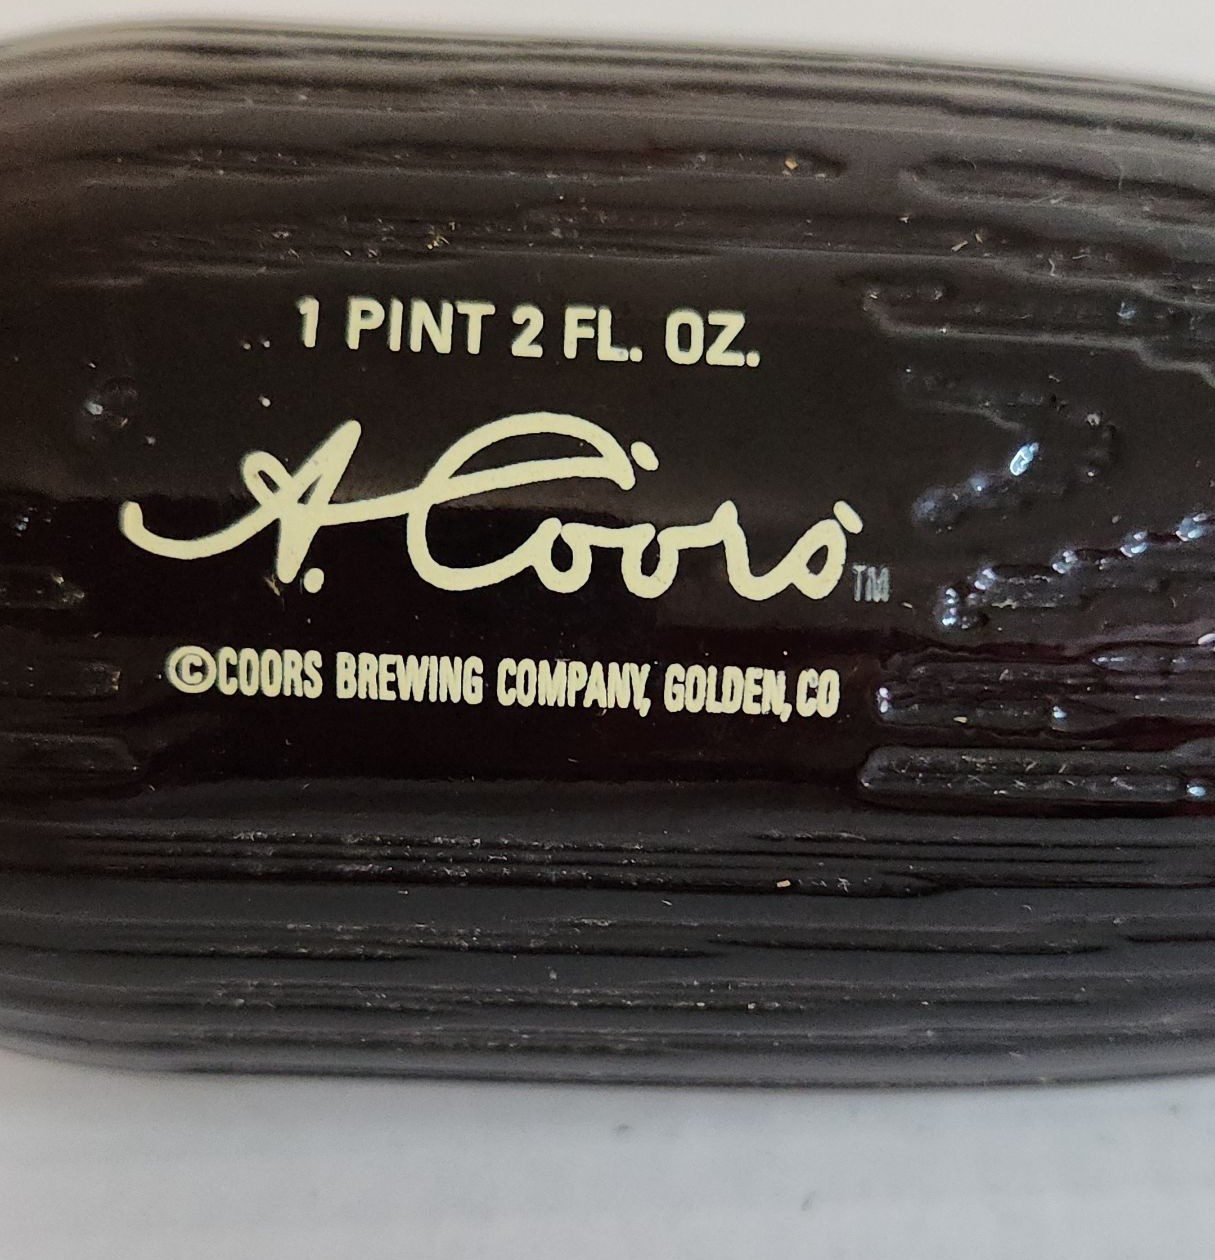 1 PINT 2 FL. OZ.
A. Coors™
©COORS BREWING COMPANY, GOLDEN, CO